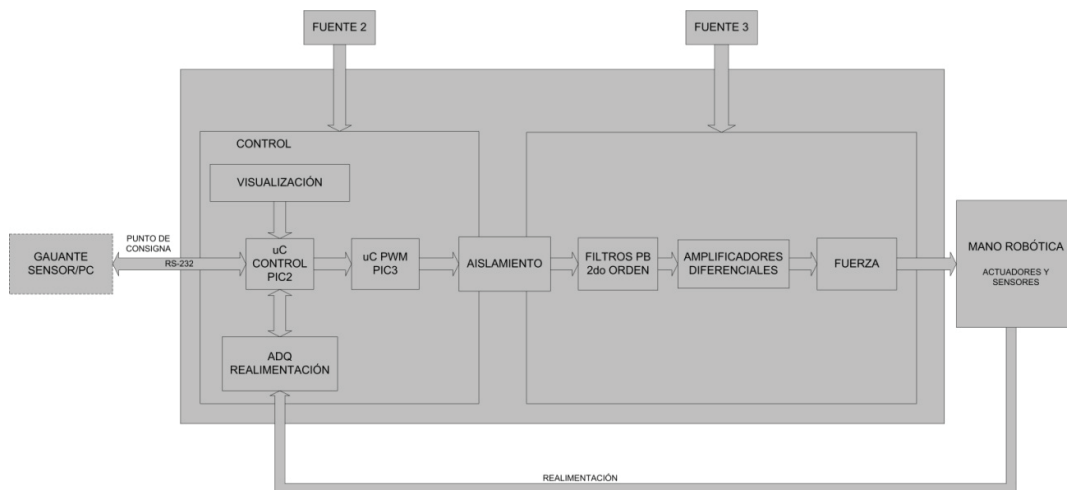 FUENTE 2
FUENTE 3
CONTROL
VISUALIZACIÓN
PUNTO DE
CONSIGNA
RS-232
GAUANTE
SENSOR/PC
uC
CONTROL
PIC2
uC PWM
PIC3
AISLAMIENTO
FILTROS PB
2do ORDEN
AMPLIFICADORES
DIFERENCIALES
FUERZA
MANO ROBÓTICA
ACTUADORES Y
SENSORES
ADQ
REALIMENTACIÓN
REALIMENTACIÓN